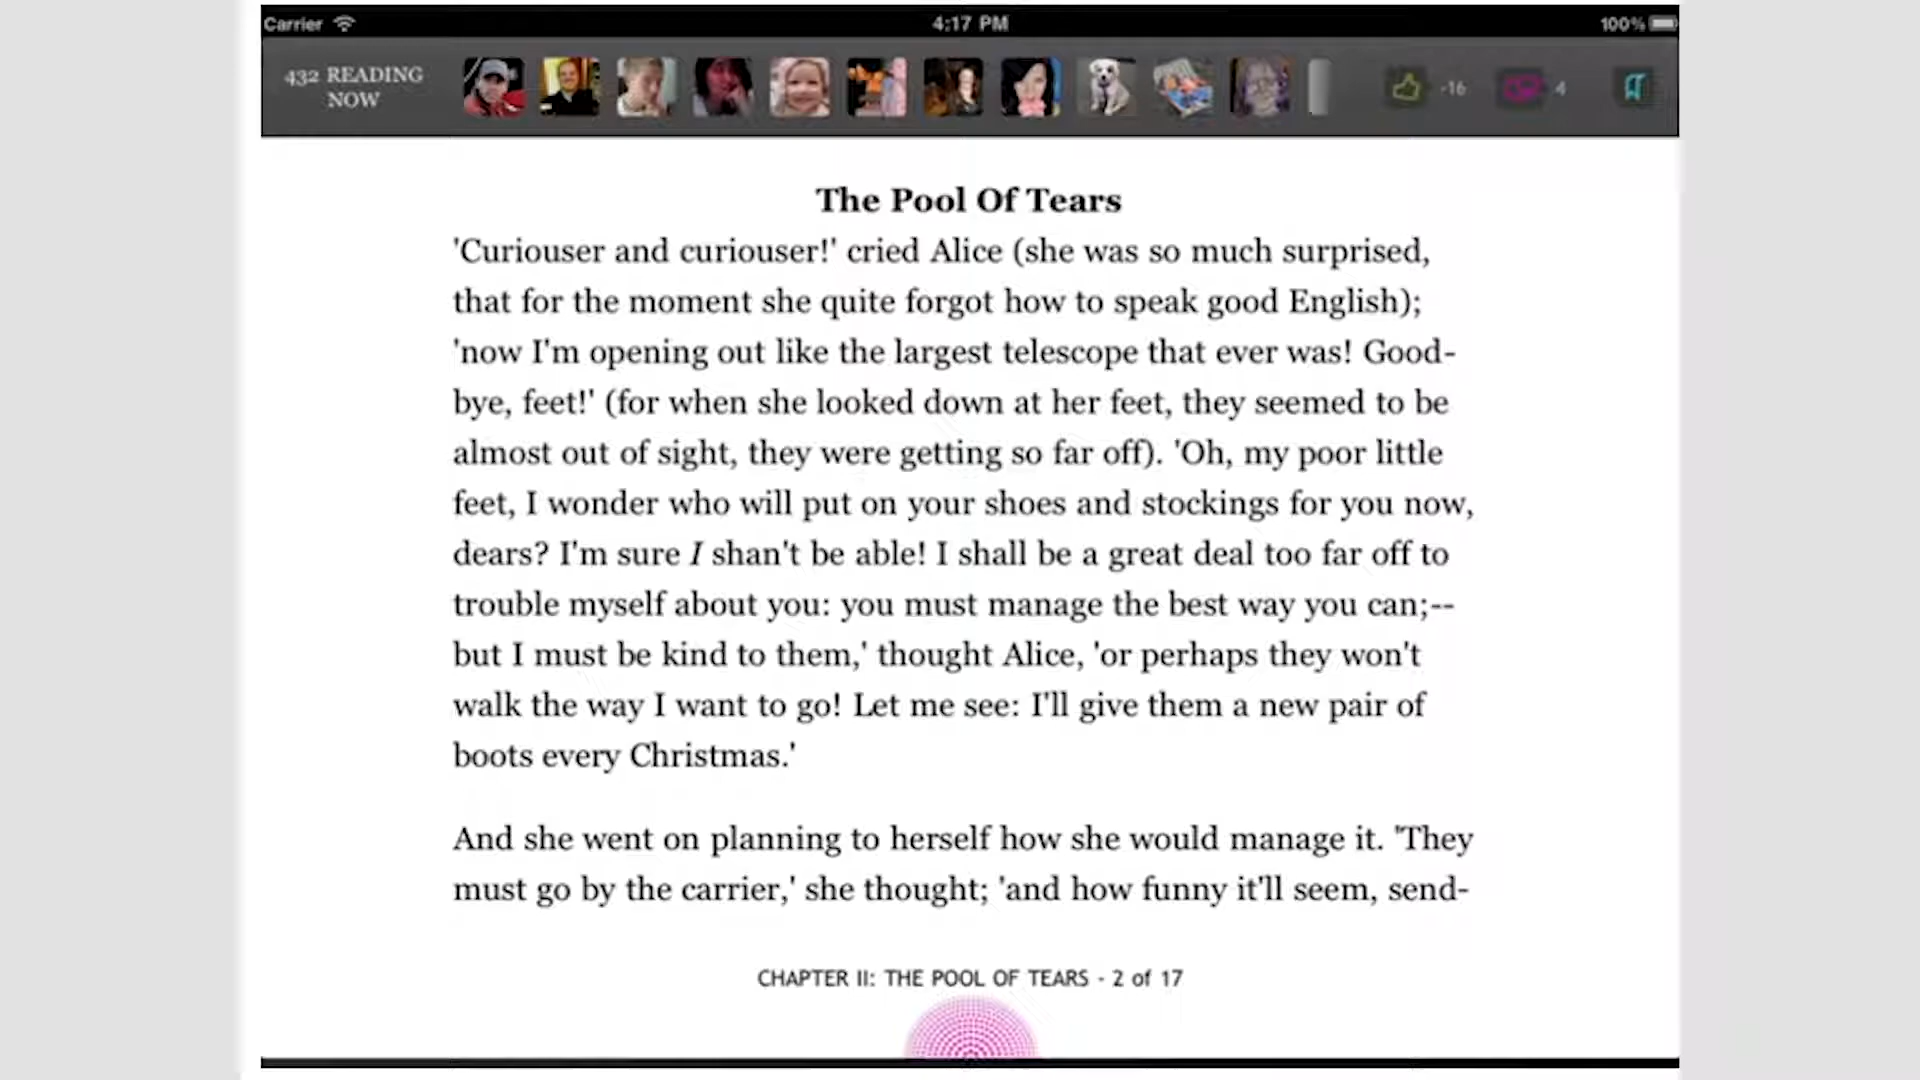 Carrier
4:17 PM
100%
432 READING
NOW
-16
4
The Pool Of Tears
'Curiouser and curiouser!' cried Alice (she was so much surprised,
that for the moment she quite forgot how to speak good English);
'now I'm opening out like the largest telescope that ever was! Good-
bye, feet!' (for when she looked down at her feet, they seemed to be
almost out of sight, they were getting so far off). 'Oh, my poor little
feet, I wonder who will put on your shoes and stockings for you now,
dears? I'm sure I shan't be able! I shall be a great deal too far off to
trouble myself about you: you must manage the best way you can;--
but I must be kind to them,' thought Alice, 'or perhaps they won't
walk the way I want to go! Let me see: I'll give them a new pair of
boots every Christmas.'
And she went on planning to herself how she would manage it. 'They
must go by the carrier,' she thought; 'and how funny it'll seem, send-
CHAPTER II: THE POOL OF TEARS - 2 of 17